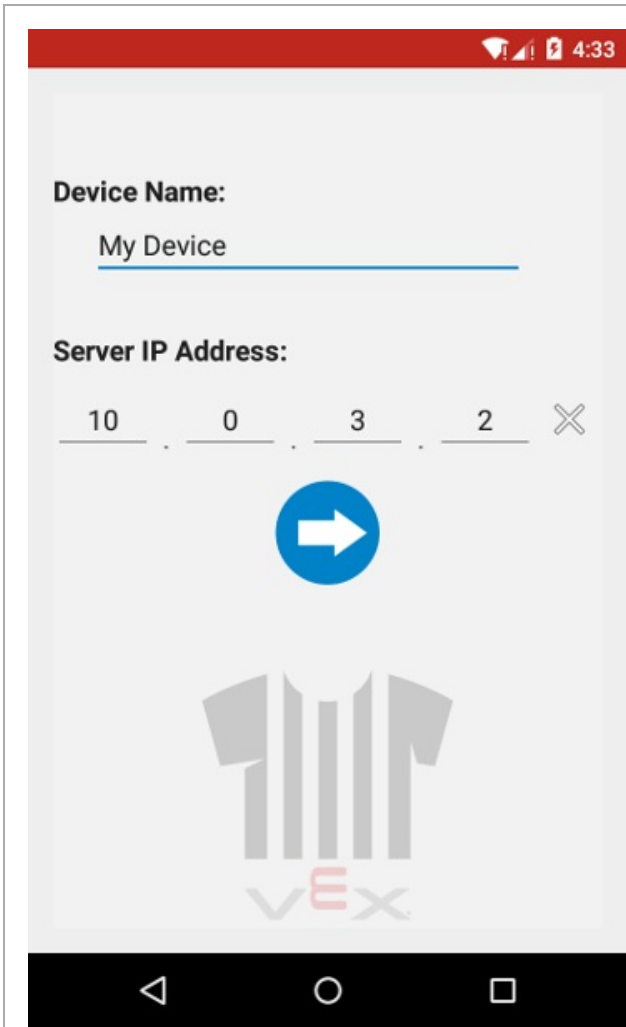 4:33
Device Name:
My Device
Server IP Address:
10 . 0 . 3 . 2
VEX